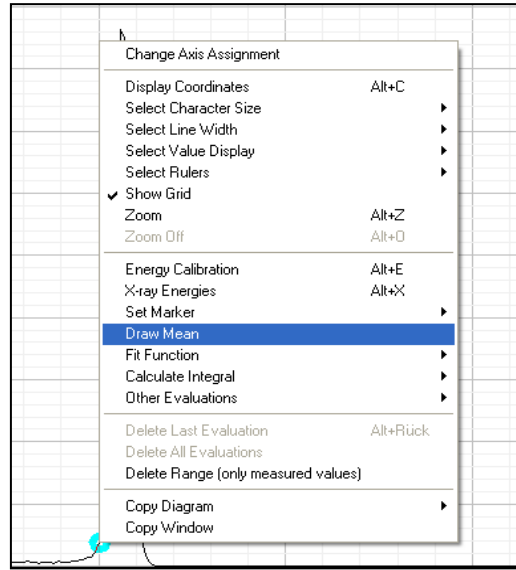 Change Axis Assignment
Display Coordinates Alt+C
Select Character Size
Select Line Width
Select Value Display
Select Rulers
Show Grid
Zoom Alt+Z
Zoom Off Alt+O
Energy Calibration Alt+E
X-ray Energies Alt+X
Set Marker
Draw Mean
Fit Function
Calculate Integral
Other Evaluations
Delete Last Evaluation Alt+Rück
Delete All Evaluations
Delete Range (only measured values)
Copy Diagram
Copy Window